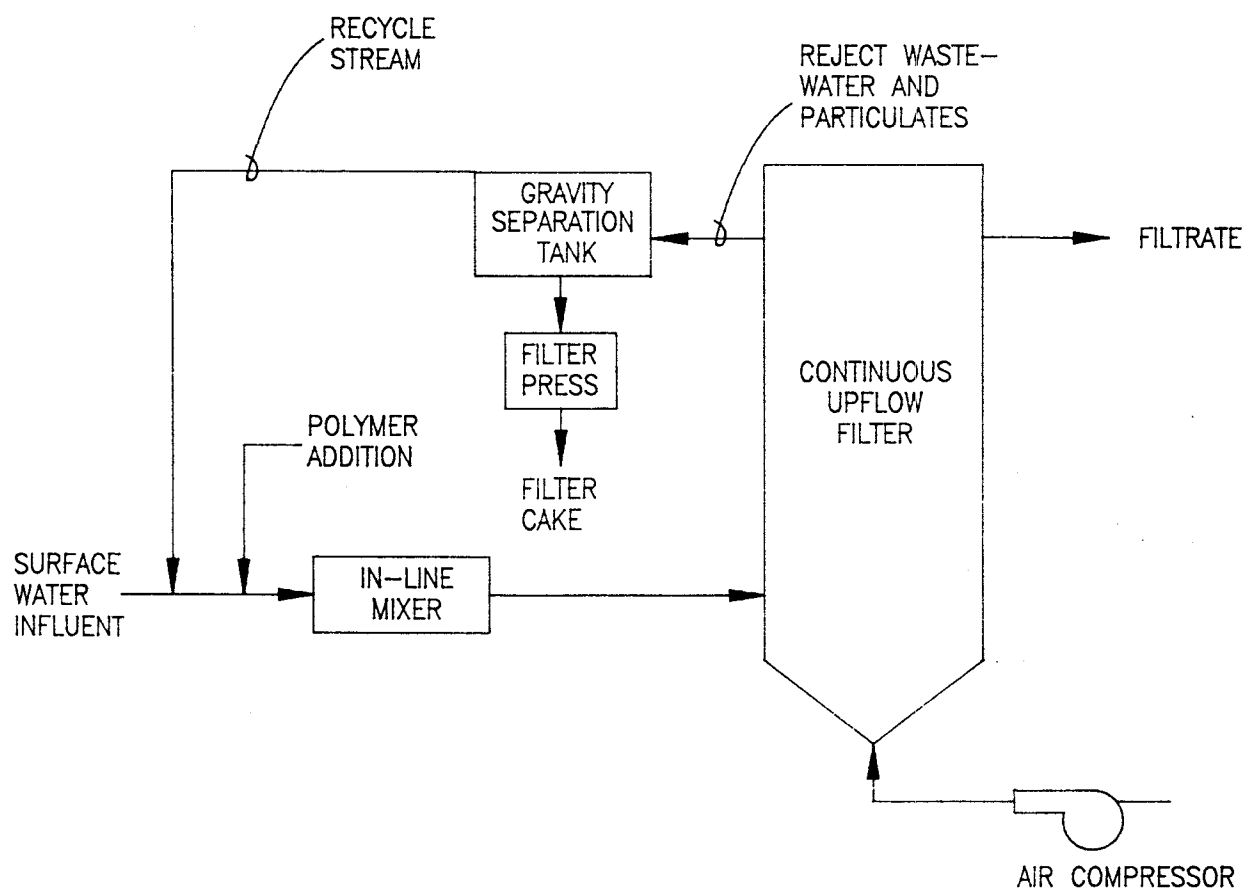 RECYCLE
STREAM
REJECT WASTE-
WATER AND
PARTICULATES
GRAVITY
SEPARATION
TANK
FILTRATE
FILTER
PRESS
CONTINUOUS
UPFLOW
FILTER
POLYMER
ADDITION
FILTER
CAKE
SURFACE
WATER
INFLUENT
IN-LINE
MIXER
AIR COMPRESSOR